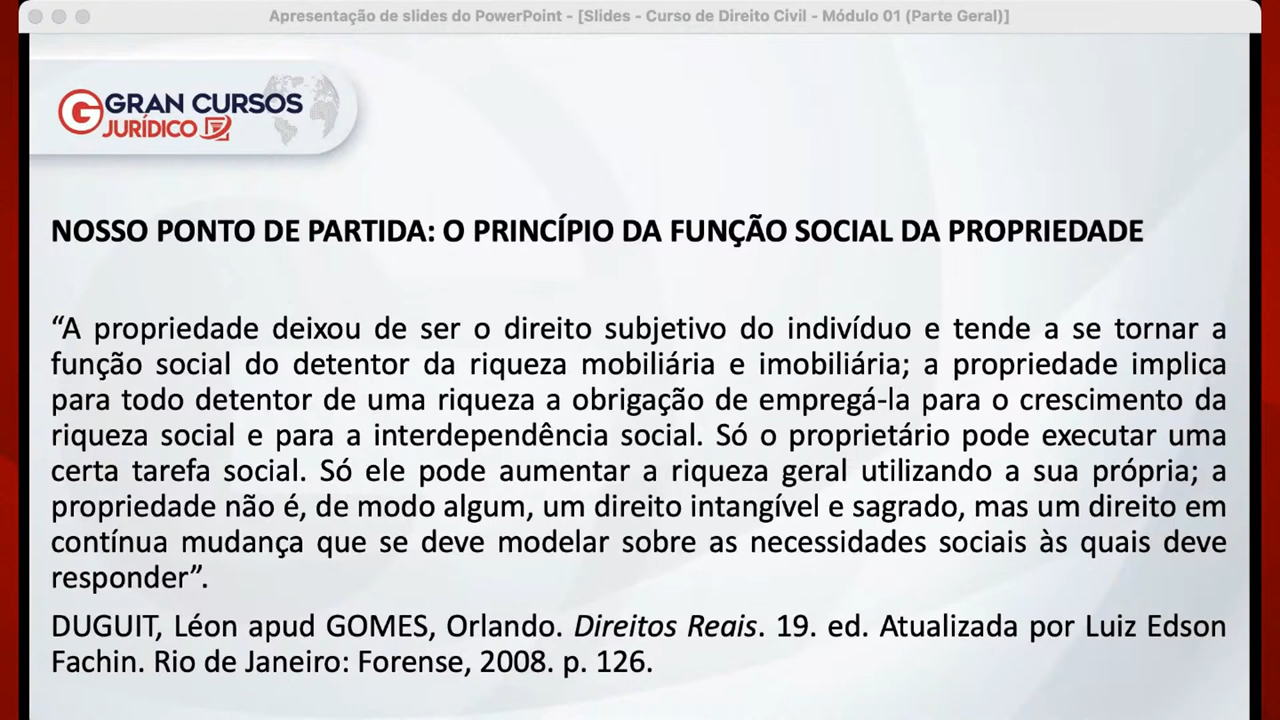 Apresentação de slides do PowerPoint - [Slides - Curso de Direito Civil - Módulo 01 (Parte Geral)]
GRAN CURSOS
JURÍDICO
NOSSO PONTO DE PARTIDA: O PRINCÍPIO DA FUNÇÃO SOCIAL DA PROPRIEDADE
“A propriedade deixou de ser o direito subjetivo do indivíduo e tende a se tornar a
função social do detentor da riqueza mobiliária e imobiliária; a propriedade implica
para todo detentor de uma riqueza a obrigação de empregá-la para o crescimento da
riqueza social e para a interdependência social. Só o proprietário pode executar uma
certa tarefa social. Só ele pode aumentar a riqueza geral utilizando a sua própria; a
propriedade não é, de modo algum, um direito intangível e sagrado, mas um direito em
contínua mudança que se deve modelar sobre as necessidades sociais às quais deve
responder”.
DUGUIT, Léon apud GOMES, Orlando. Direitos Reais. 19. ed. Atualizada por Luiz Edson
Fachin. Rio de Janeiro: Forense, 2008. p. 126.